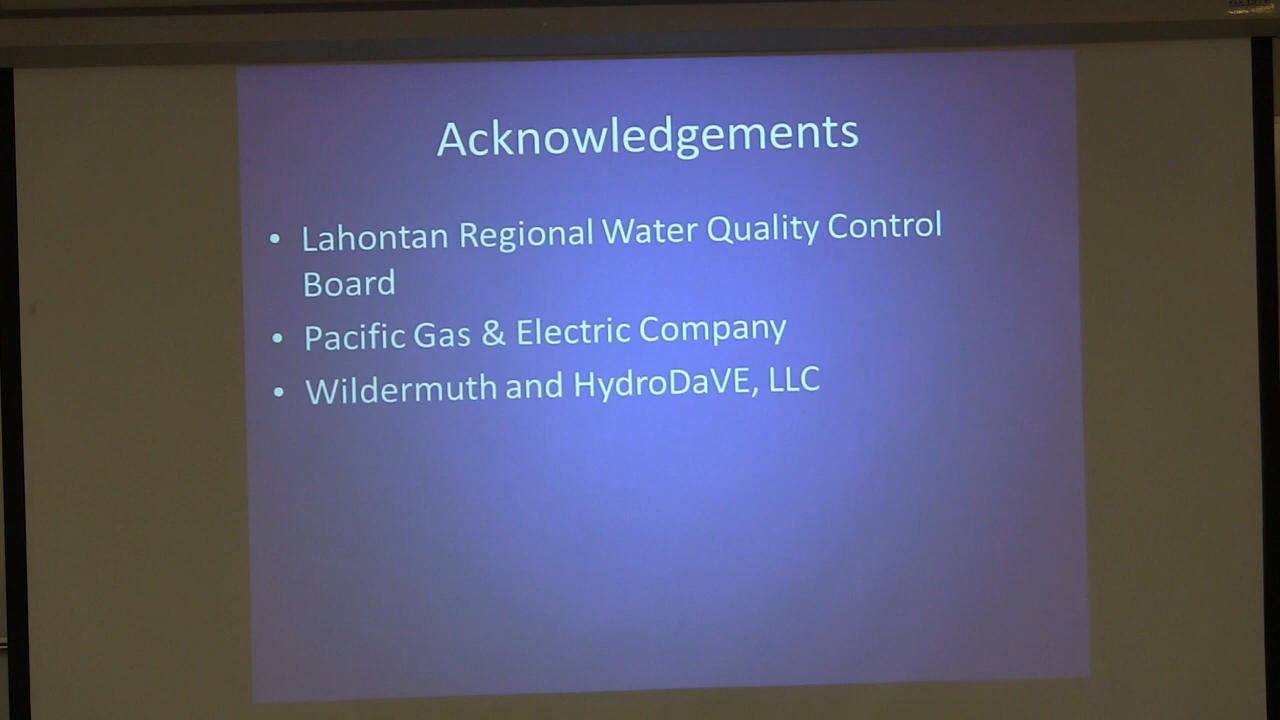 Acknowledgements
• Lahontan Regional Water Quality Control
Board
• Pacific Gas & Electric Company
• Wildermuth and HydroDaVE, LLC